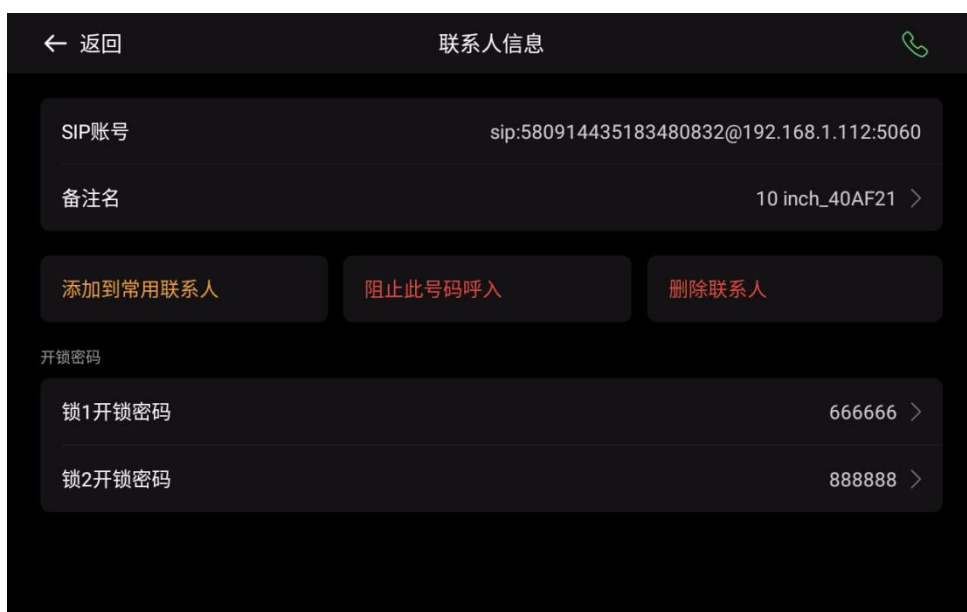 返回
联系人信息
SIP账号 sip:580914435183480832@192.168.1.112:5060
备注名 10 inch_40AF21
添加到常用联系人 阻止此号码呼入 删除联系人
开锁密码
锁1开锁密码 666666
锁2开锁密码 888888